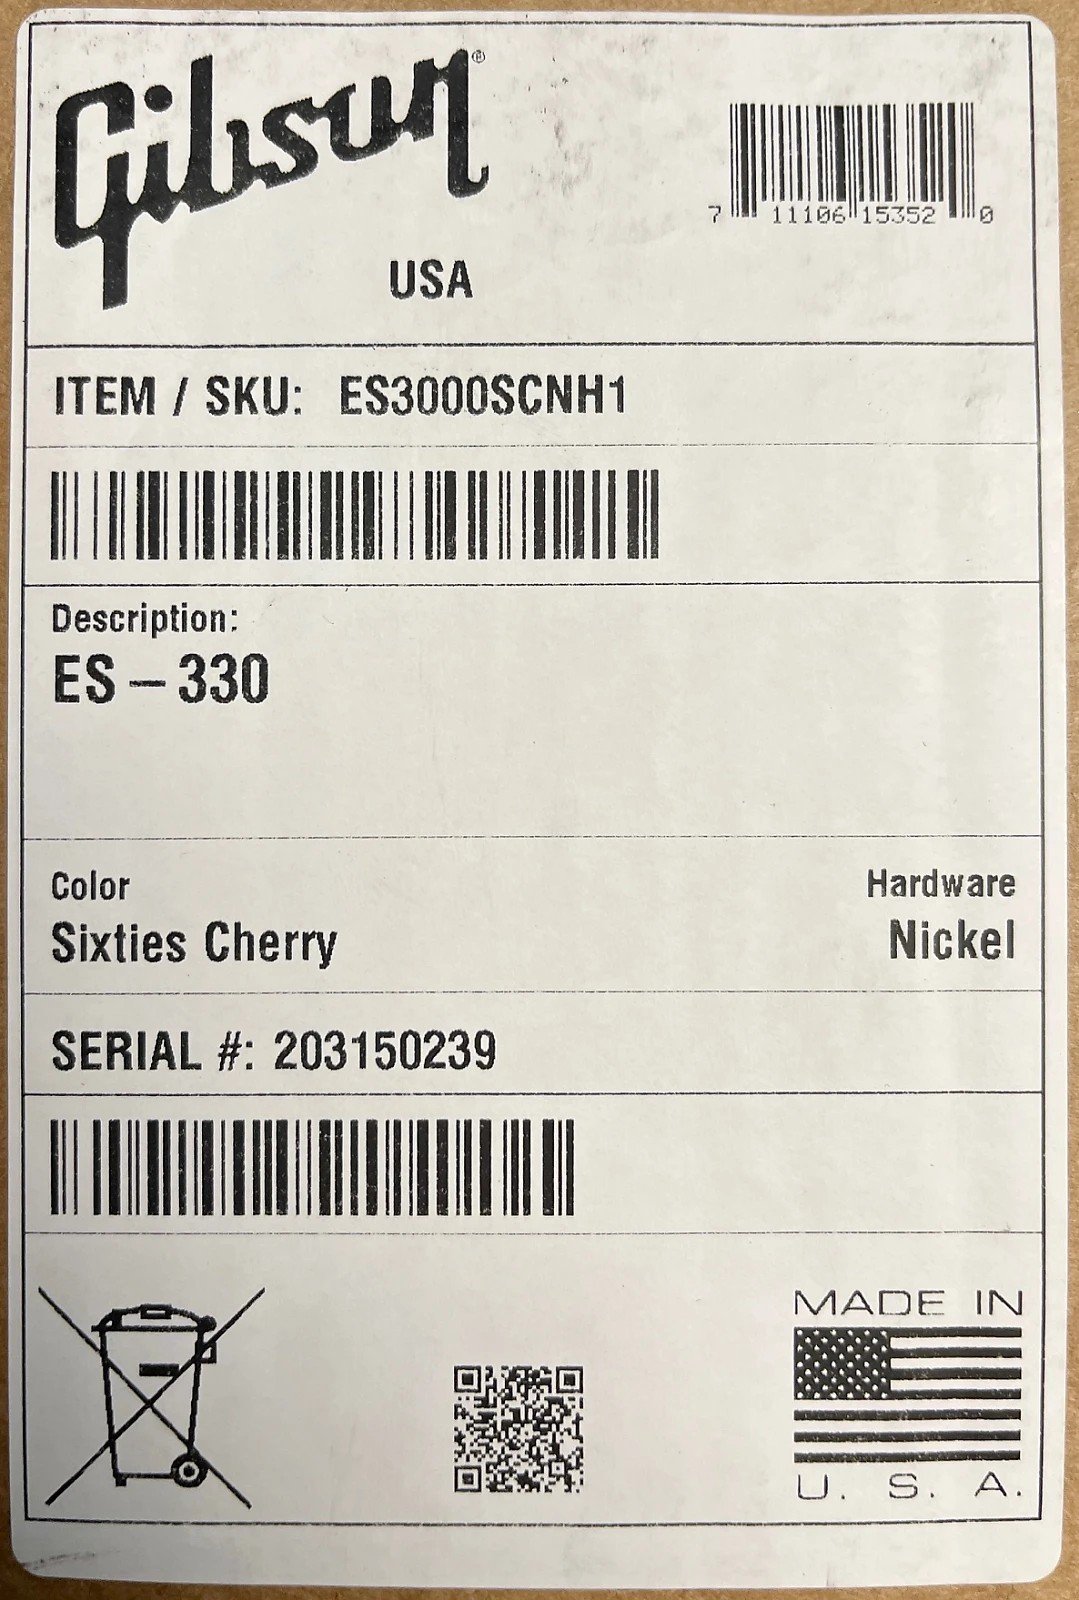 Gibson®
7 11106 15352 0
USA
ITEM / SKU: ES3000SCNH1
Description:
ES – 330
Color
Hardware
Sixties Cherry
Nickel
SERIAL #: 203150239
MADE IN
U. S. A.